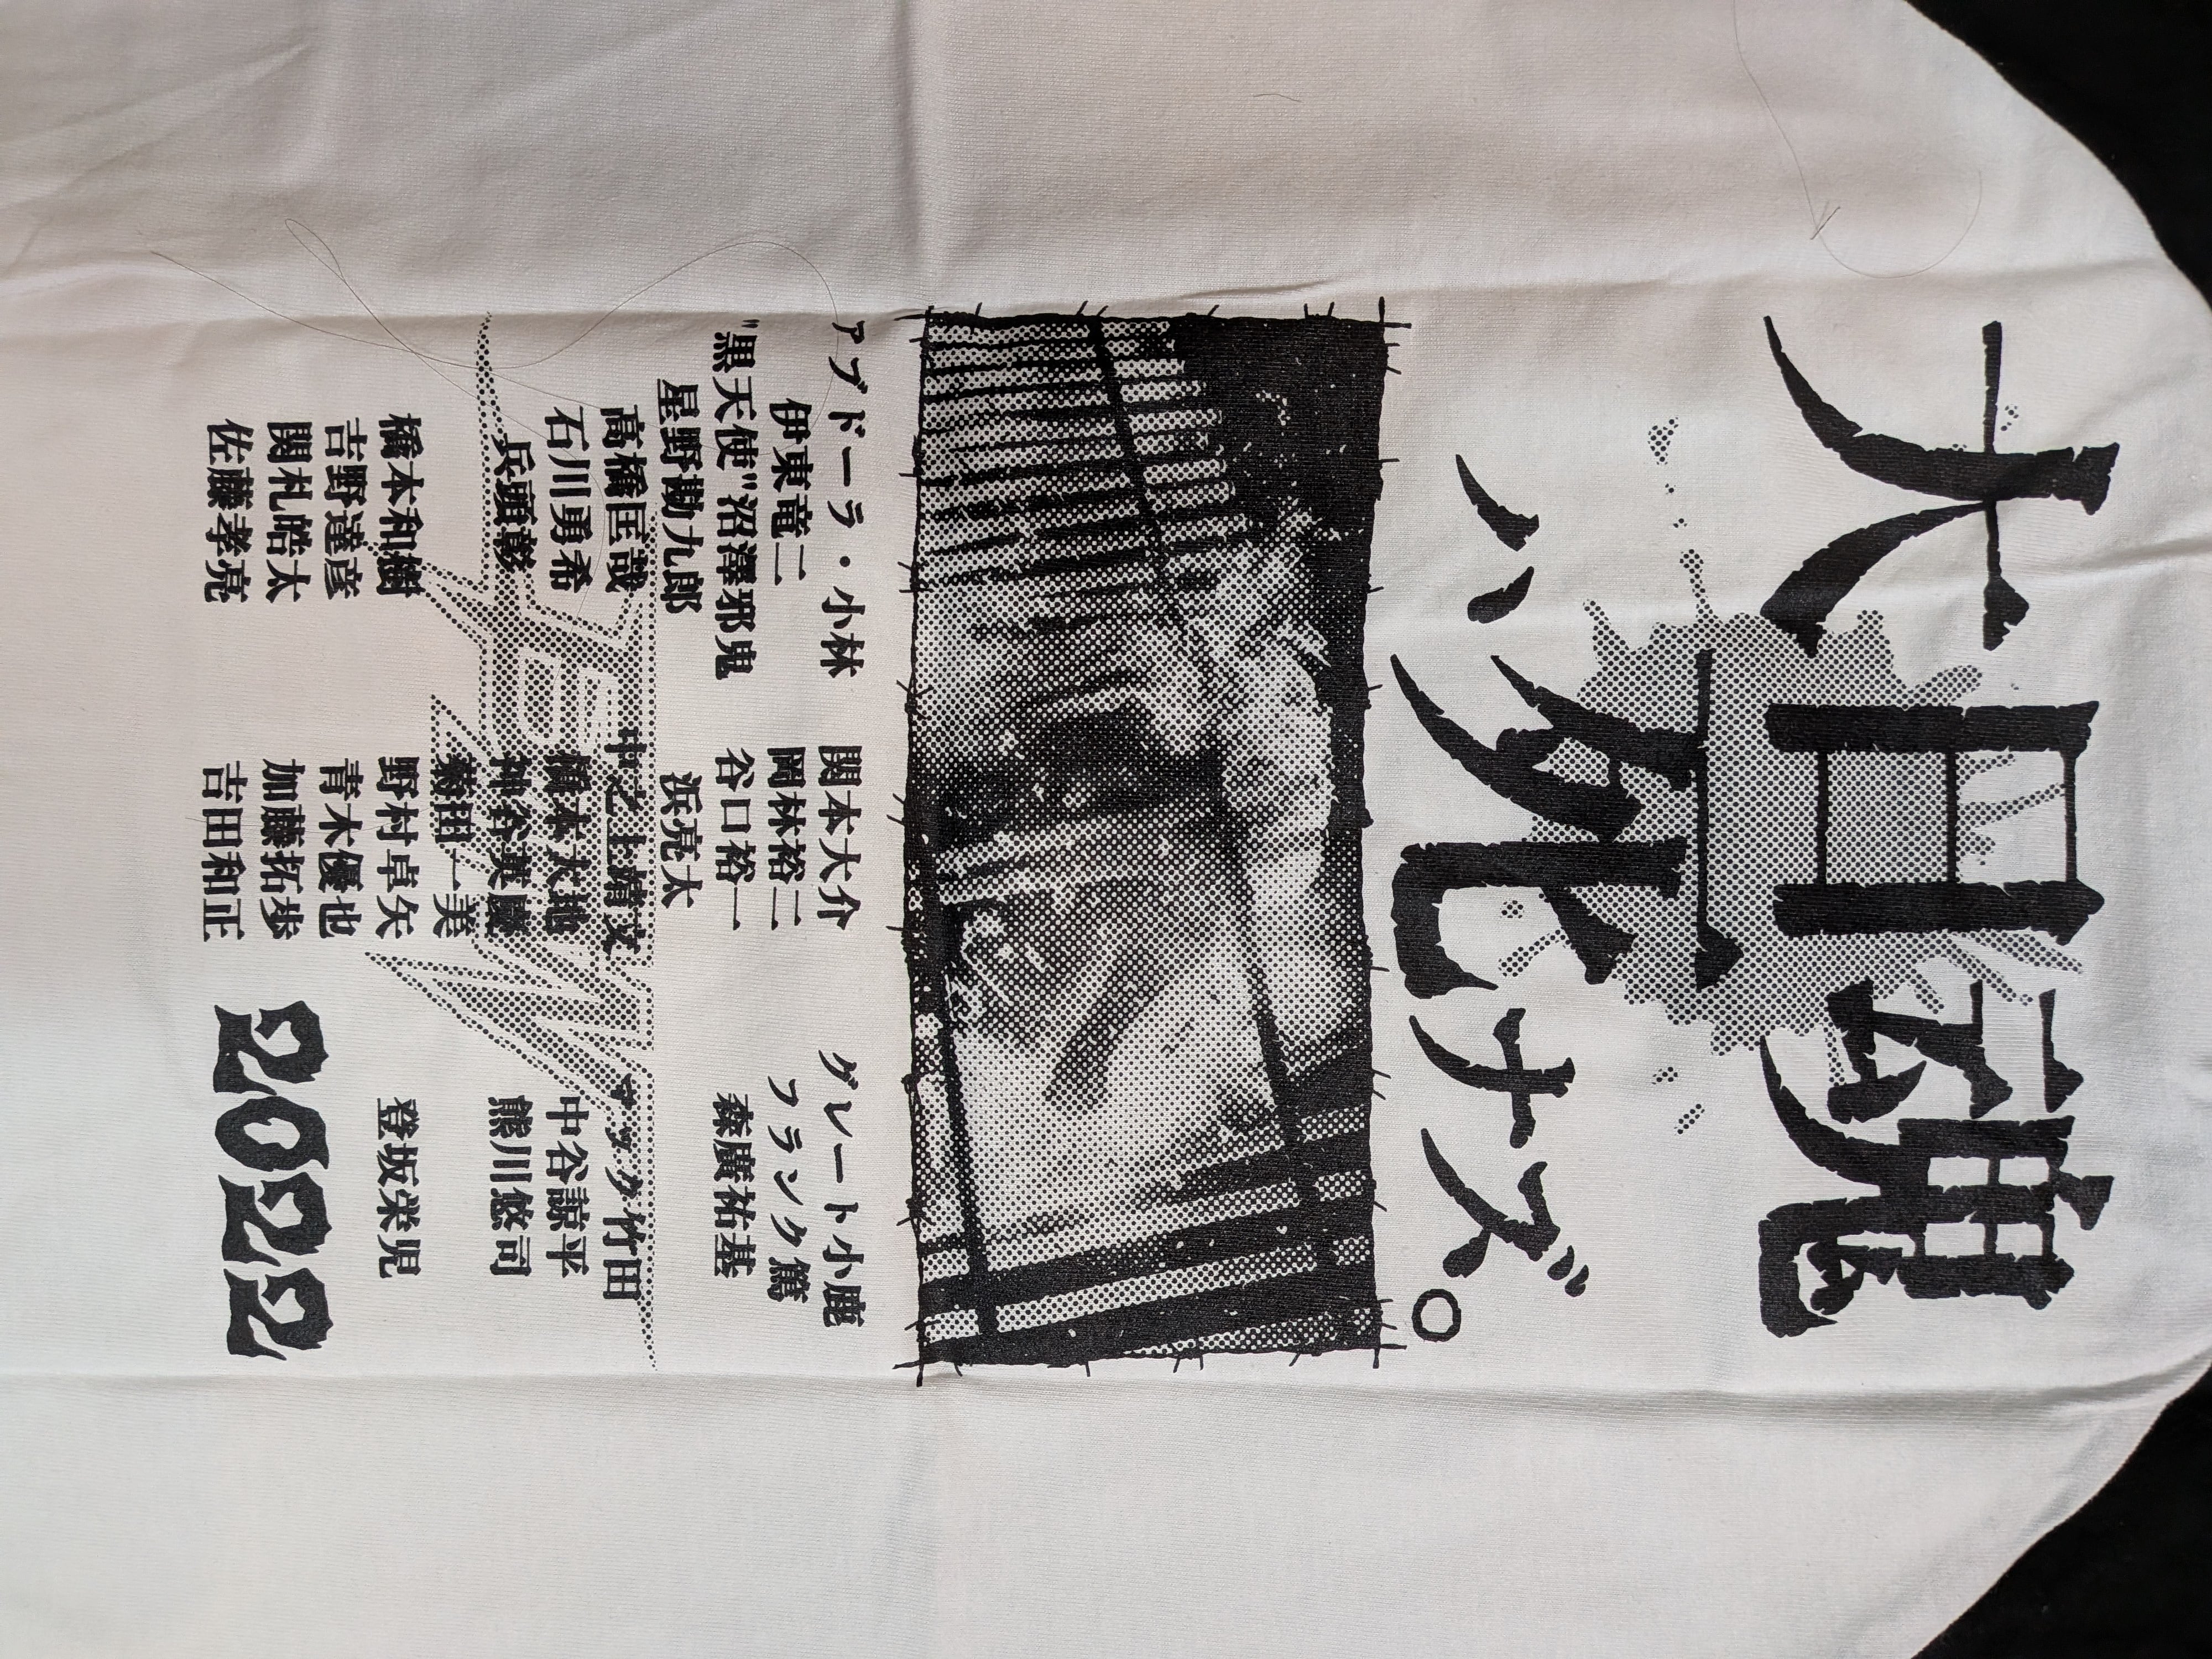 大日魂
ハ死ナズ。
アブドーラ・小林 関本大介 グレート小鹿
伊東竜二 岡林裕二 フランク篤
"黒天使"沼澤邪鬼 谷口裕一 森廣祐基
星野勘九郎 浜亮太
高橋匡哉 中之上靖文 マック竹田
石川勇希 橋本大地 中谷諒平
兵頭彰 神谷英慶 熊川悠司
菊田一美
橋本和樹 野村卓矢 登坂栄児
吉野達彦 青木優也
関札皓太 加藤拓歩
佐藤孝亮 吉田和正
2022